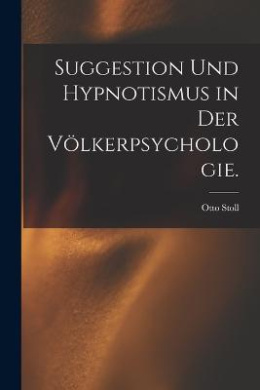 Suggestion Und
Hypnotismus in
Der
Völkerpsycholo
gie.
Otto Stoll